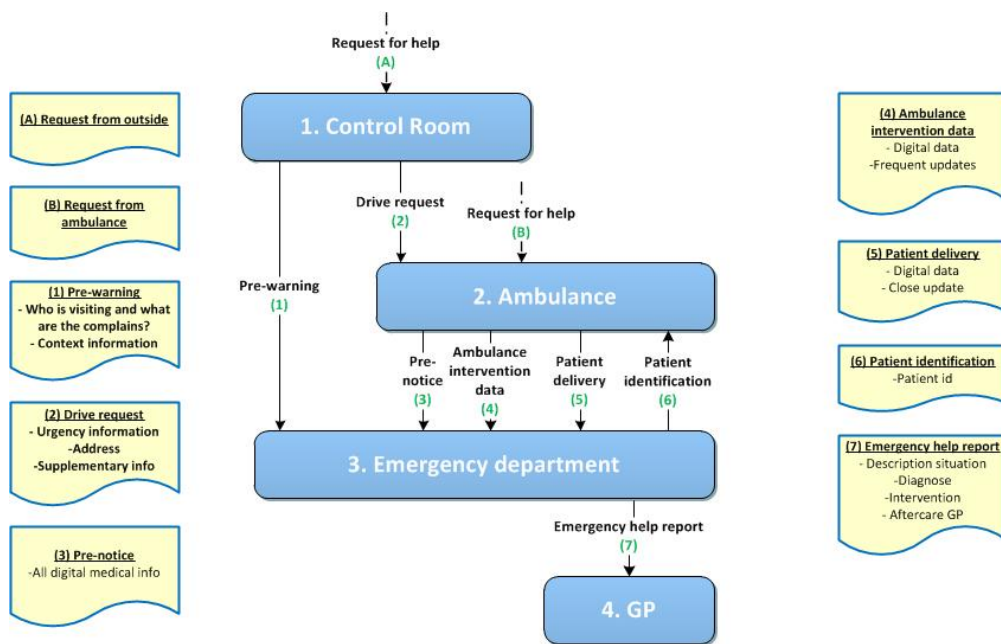 Request for help
(A)
1. Control Room
(A) Request from outside
(B) Request from
ambulance
(1) Pre-warning
- Who is visiting and what
are the complains?
- Context information
(2) Drive request
- Urgency information
-Address
-Supplementary info
(3) Pre-notice
-All digital medical info
Drive request
(2)
Request for help
(B)
Pre-warning
(1)
2. Ambulance
Pre-
notice
(3)
Ambulance
intervention
data
(4)
Patient
delivery
(5)
Patient
identification
(6)
3. Emergency department
Emergency help report
(7)
4. GP
(4) Ambulance
intervention data
- Digital data
-Frequent updates
(5) Patient delivery
- Digital data
- Close update
(6) Patient identification
-Patient id
(7) Emergency help report
- Description situation
-Diagnose
-Intervention
- Aftercare GP